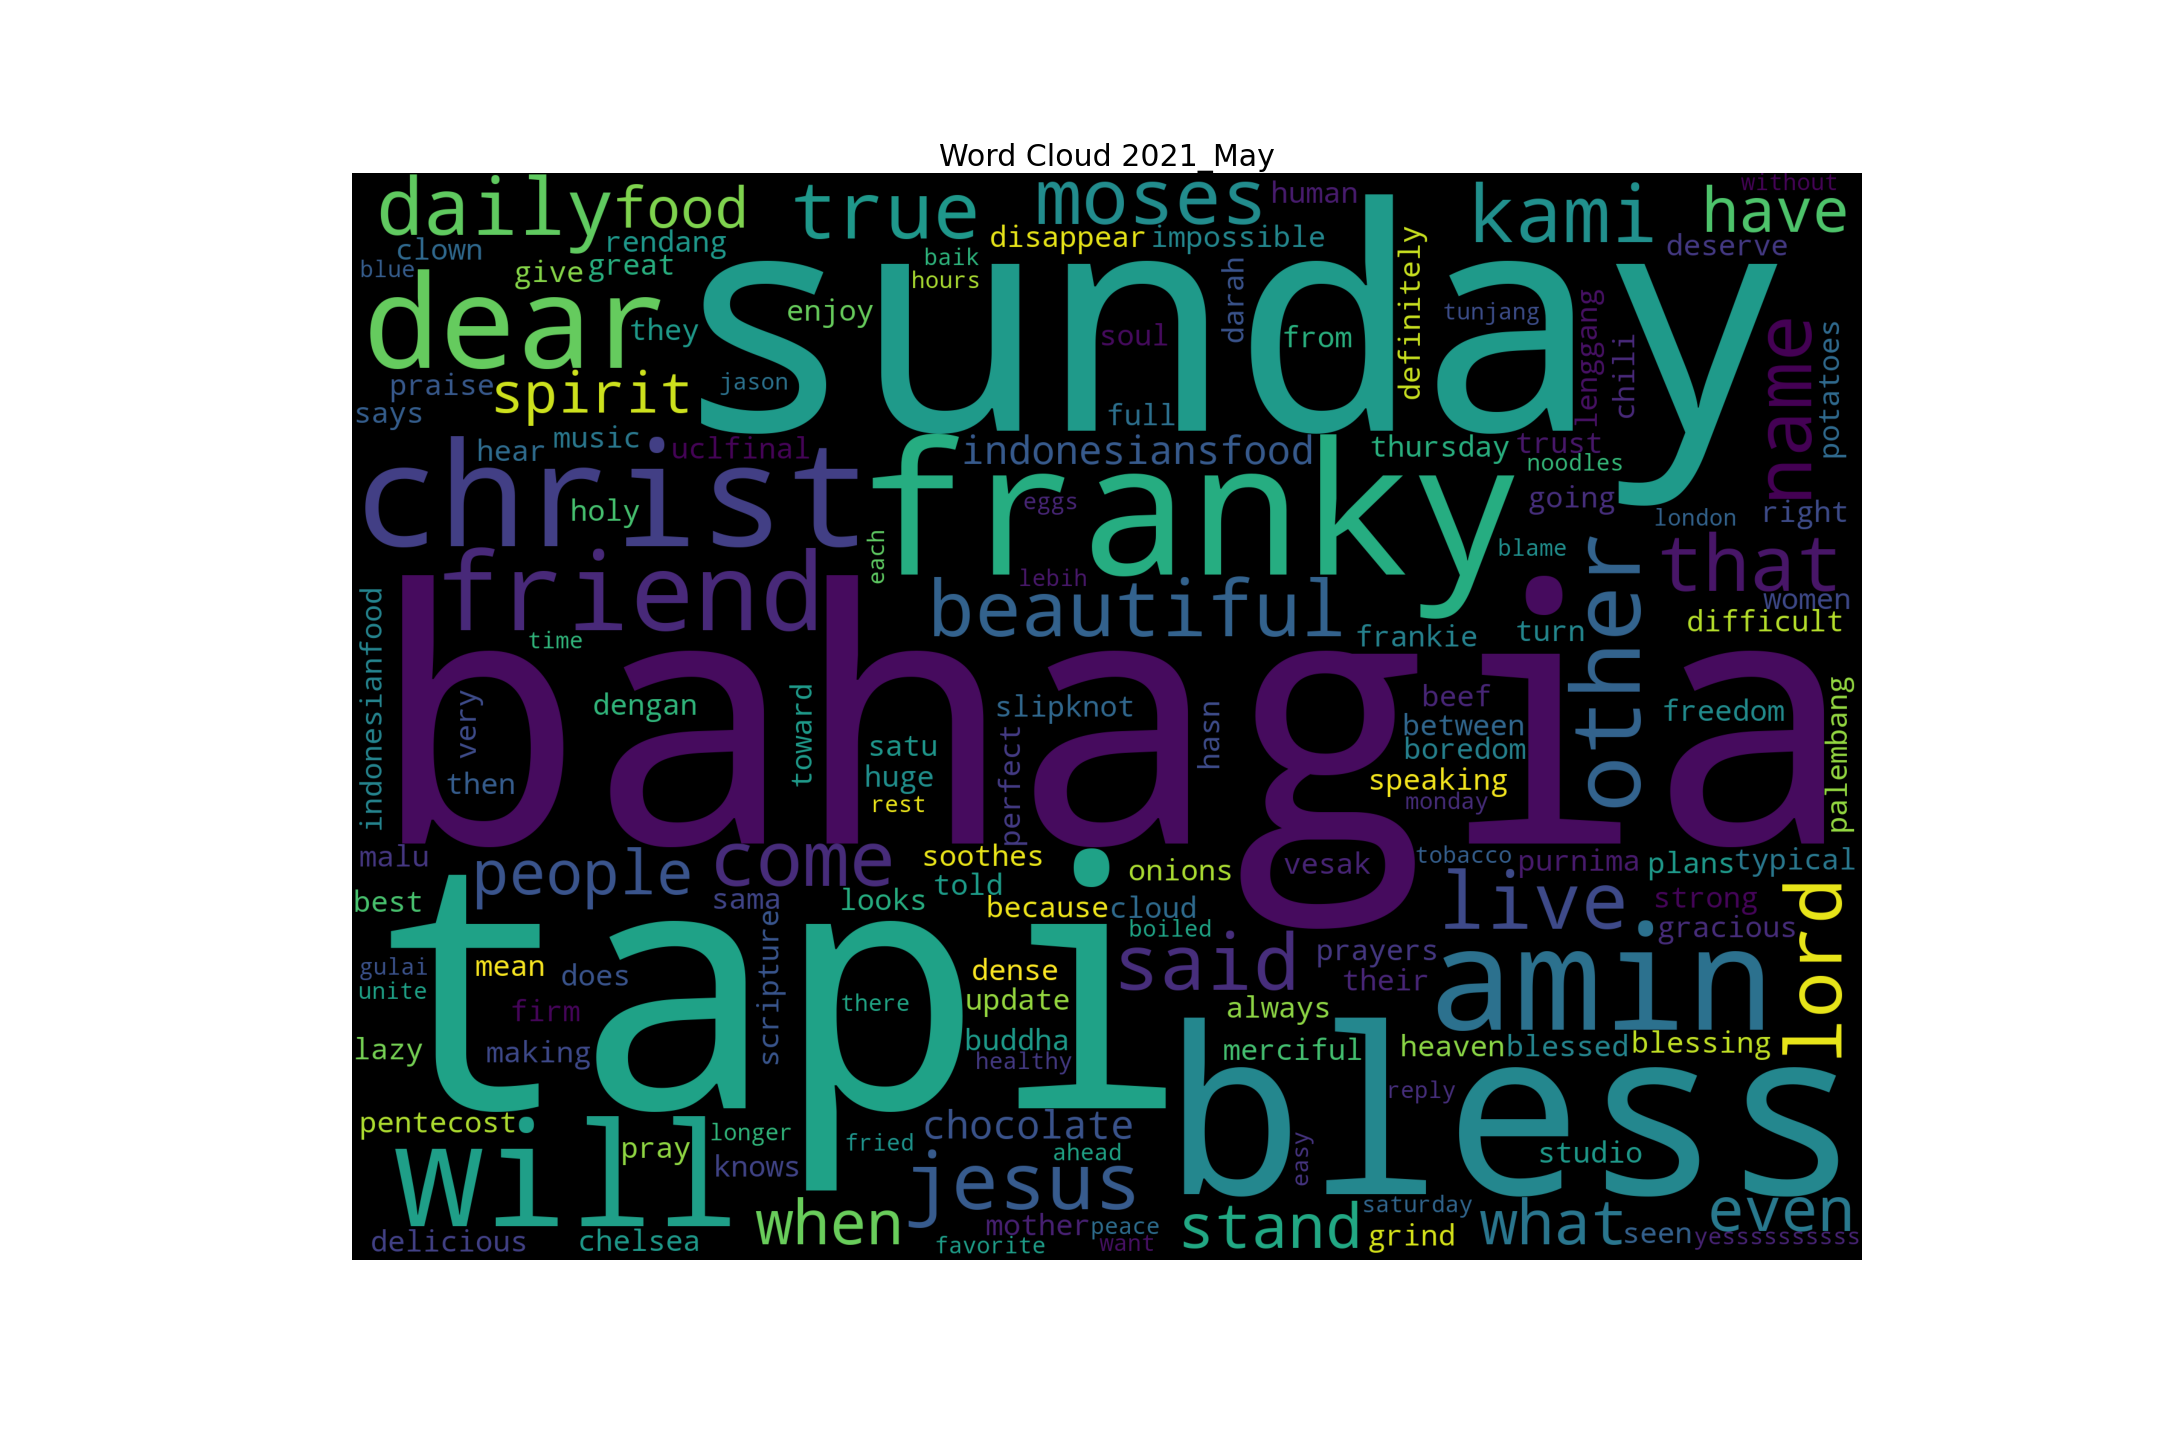 Word Cloud 2021_May
daily food true moses human kami have without
clown rendang disappear impossible deserve
blue give great baik hours darah definitely tunjang
dear they enjoy sunday soul from lenggang chili name potatoes
praise spirit jason says full
hear music uclfinal indonesiansfood thursday trust noodles
christ holy franky eggs going london right
each blame that
friend lebih beautiful other women
indonesianfood time frankie turn difficult
bahagia
very dengan toward slipknot hasn beef between freedom palembang
then satu huge perfect boredom speaking
rest monday
malu people come soothes onions vesak tobacco purnima plans typical
best sama looks told because cloud live strong lord
tapi scripture boiled said prayers gracious
gulai mean does dense their amin
unite firm there update always
lazy making buddha healthy merciful heaven blessed blessing
bless reply
pentecost will pray longer fried chocolate ahead easy studio
knows jesus
when mother peace stand saturday what even
delicious chelsea favorite want grind seen yessssssssss